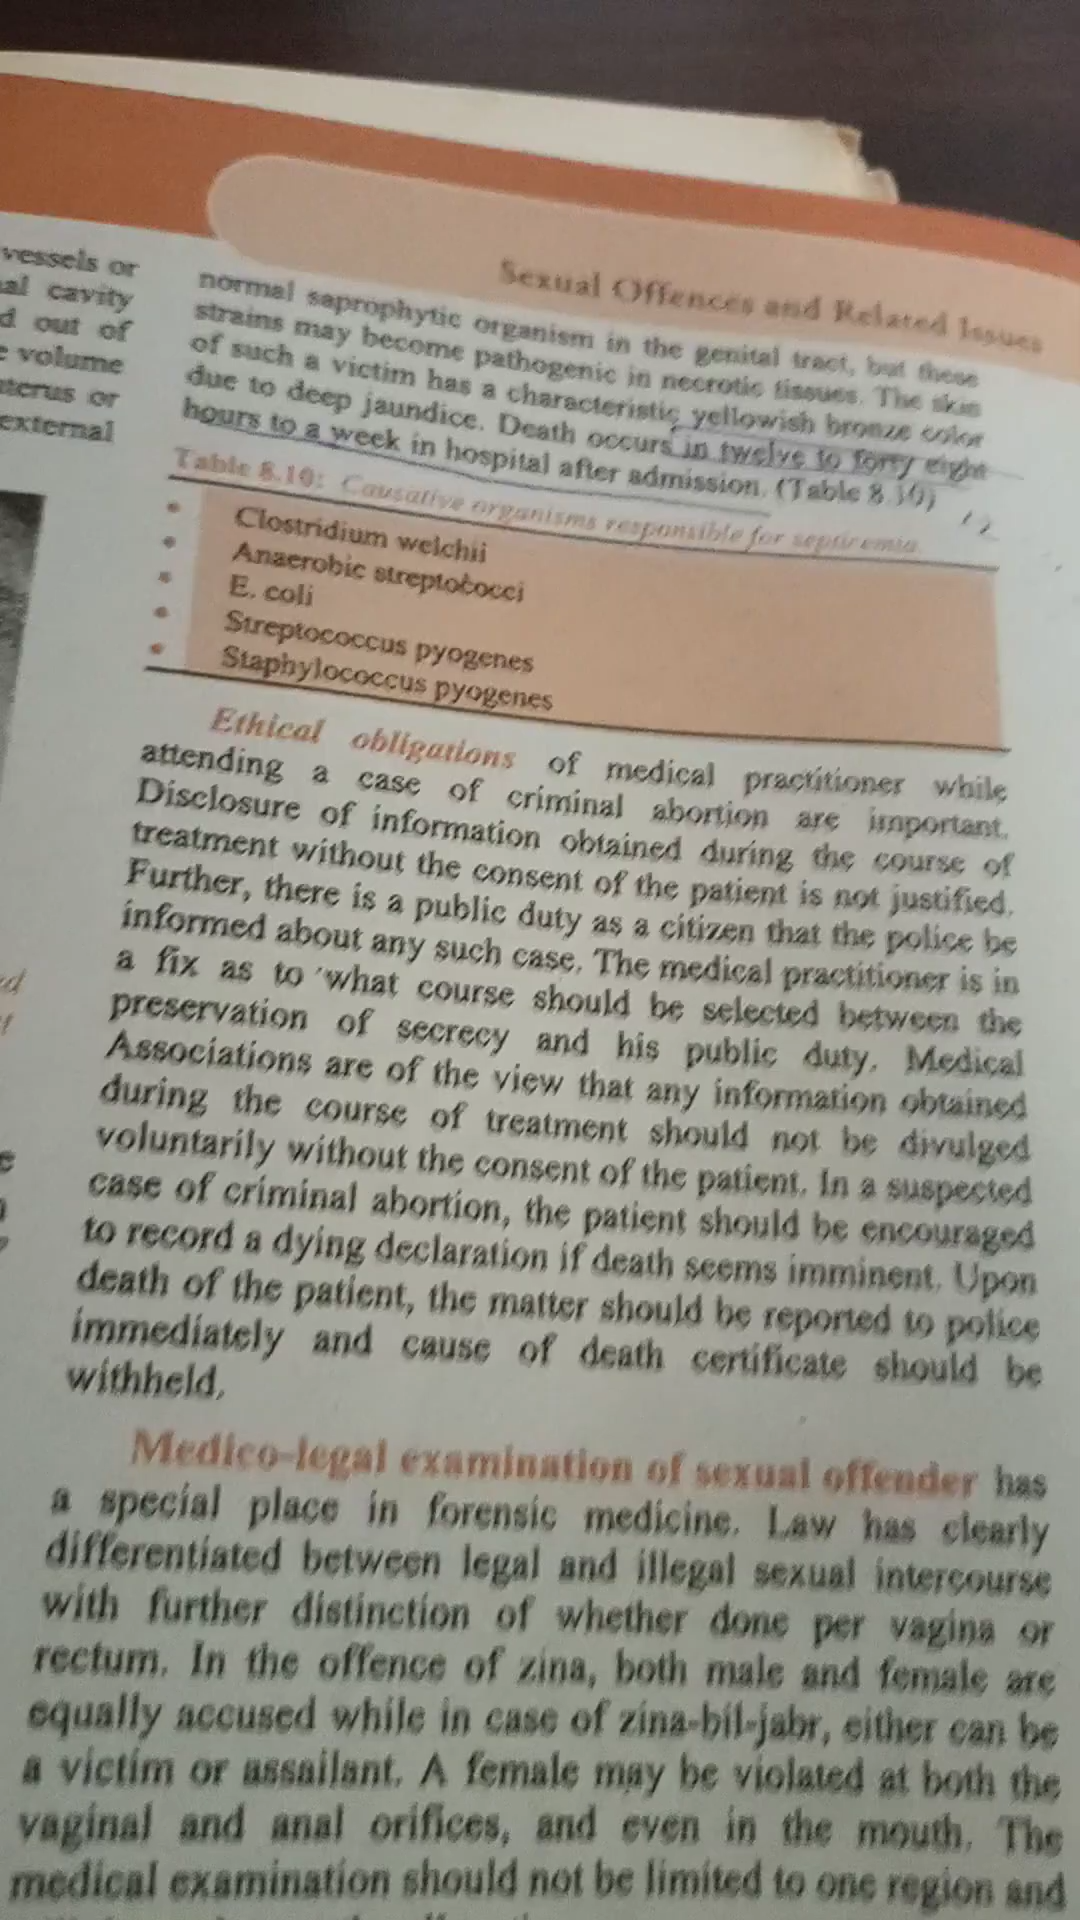 Sexual Offences and Related Issues
vessels or
al cavity
d out of
volume
uterus or
external
normal saprophytic organism in the genital tract, but these
strains may become pathogenic in necrotic tissues. The skin
of such a victim has a characteristic yellowish bronze color
due to deep jaundice. Death occurs in twelve to forty eight
hours to a week in hospital after admission. (Table 8.10)
Table 8.10: Causative organisms responsible for septicemia
• Clostridium welchii
• Anaerobic streptococci
• E. coli
• Streptococcus pyogenes
• Staphylococcus pyogenes
Ethical obligations of medical practitioner while
attending a case of criminal abortion are important.
Disclosure of information obtained during the course of
treatment without the consent of the patient is not justified.
Further, there is a public duty as a citizen that the police be
informed about any such case. The medical practitioner is in
a fix as to what course should be selected between the
preservation of secrecy and his public duty. Medical
Associations are of the view that any information obtained
during the course of treatment should not be divulged
voluntarily without the consent of the patient. In a suspected
case of criminal abortion, the patient should be encouraged
to record a dying declaration if death seems imminent. Upon
death of the patient, the matter should be reported to police
immediately and cause of death certificate should be
withheld.
Medico-legal examination of sexual offender has
a special place in forensic medicine. Law has clearly
differentiated between legal and illegal sexual intercourse
with further distinction of whether done per vagina or
rectum. In the offence of zina, both male and female are
equally accused while in case of zina-bil-jabr, either can be
a victim or assailant. A female may be violated at both the
vaginal and anal orifices, and even in the mouth. The
medical examination should not be limited to one region and